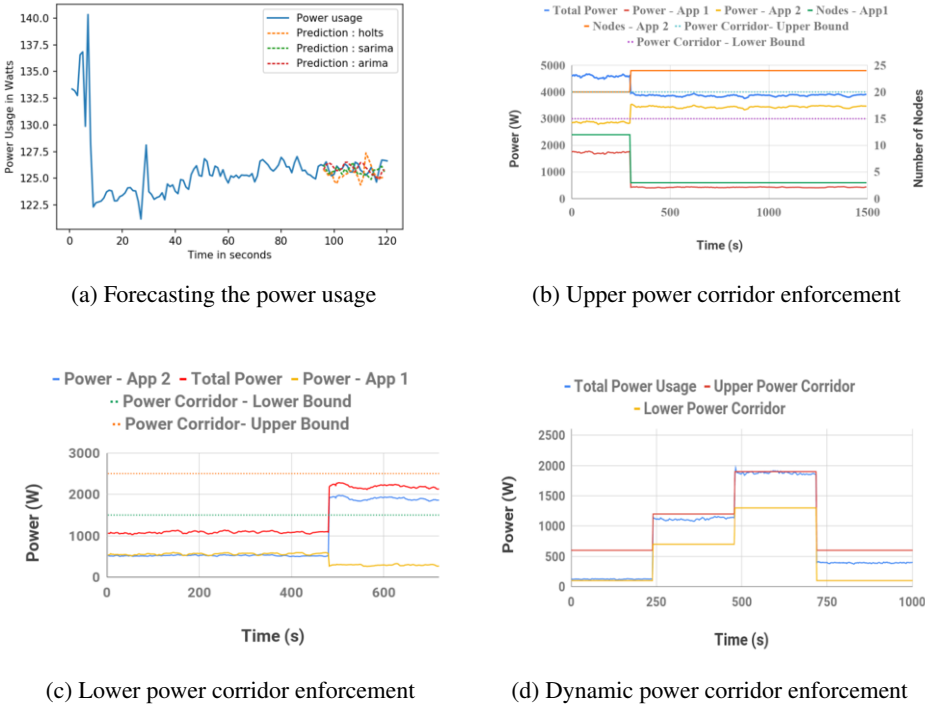 140.0
137.5
135.0
132.5
130.0
127.5
125.0
122.5
Power Usage in Watts
Power usage
Prediction : holts
Prediction : sarima
Prediction : arima
0 20 40 60 80 100 120
Time in seconds
(a) Forecasting the power usage
Total Power Power - App 1 Power - App 2 Nodes - App1
Nodes - App 2 Power Corridor- Upper Bound
Power Corridor - Lower Bound
5000
4000
3000
2000
1000
0
Power (W)
25
20
15
10
5
0
Number of Nodes
0 500 1000 1500
Time (s)
(b) Upper power corridor enforcement
Power - App 2 Total Power Power - App 1
Power Corridor - Lower Bound
Power Corridor- Upper Bound
3000
2000
1000
0
Power (W)
0 200 400 600
Time (s)
(c) Lower power corridor enforcement
Total Power Usage Upper Power Corridor
Lower Power Corridor
2500
2000
1500
1000
500
0
Power (W)
0 250 500 750 1000
Time (s)
(d) Dynamic power corridor enforcement